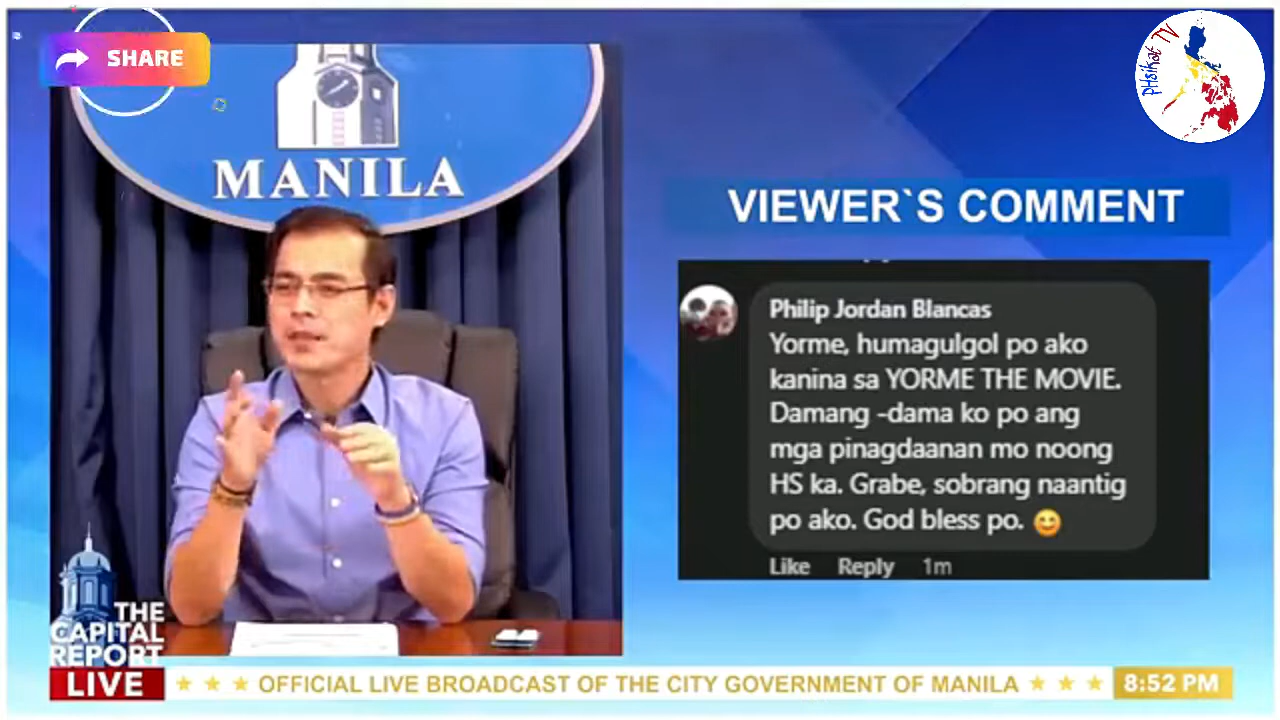 SHARE
PHsikat TV
MANILA
VIEWER`S COMMENT
Philip Jordan Blancas
Yorme, humagulgol po ako
kanina sa YORME THE MOVIE.
Damang -dama ko po ang
mga pinagdaanan mo noong
HS ka. Grabe, sobrang naantig
po ako. God bless po. 😊
Like Reply 1m
THE
CAPITAL
REPORT
LIVE
★ ★ ★ OFFICIAL LIVE BROADCAST OF THE CITY GOVERNMENT OF MANILA ★ ★ ★
8:52 PM